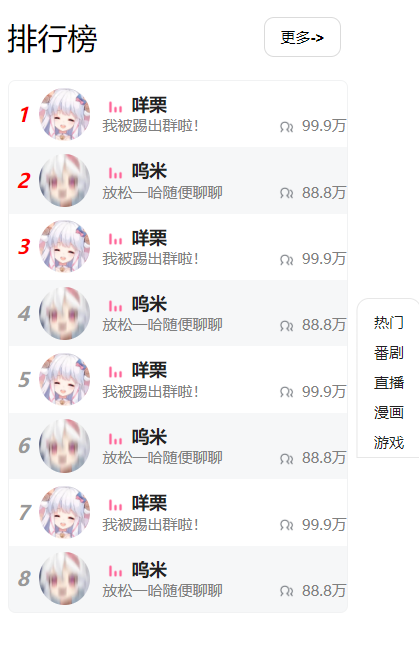 排行榜
更多->
1
咩栗
我被踢出群啦!
99.9万
2
呜米
放松一哈随便聊聊
88.8万
3
咩栗
我被踢出群啦!
99.9万
4
呜米
放松一哈随便聊聊
88.8万
5
咩栗
我被踢出群啦!
99.9万
6
呜米
放松一哈随便聊聊
88.8万
7
咩栗
我被踢出群啦!
99.9万
8
呜米
放松一哈随便聊聊
88.8万
热门
番剧
直播
漫画
游戏